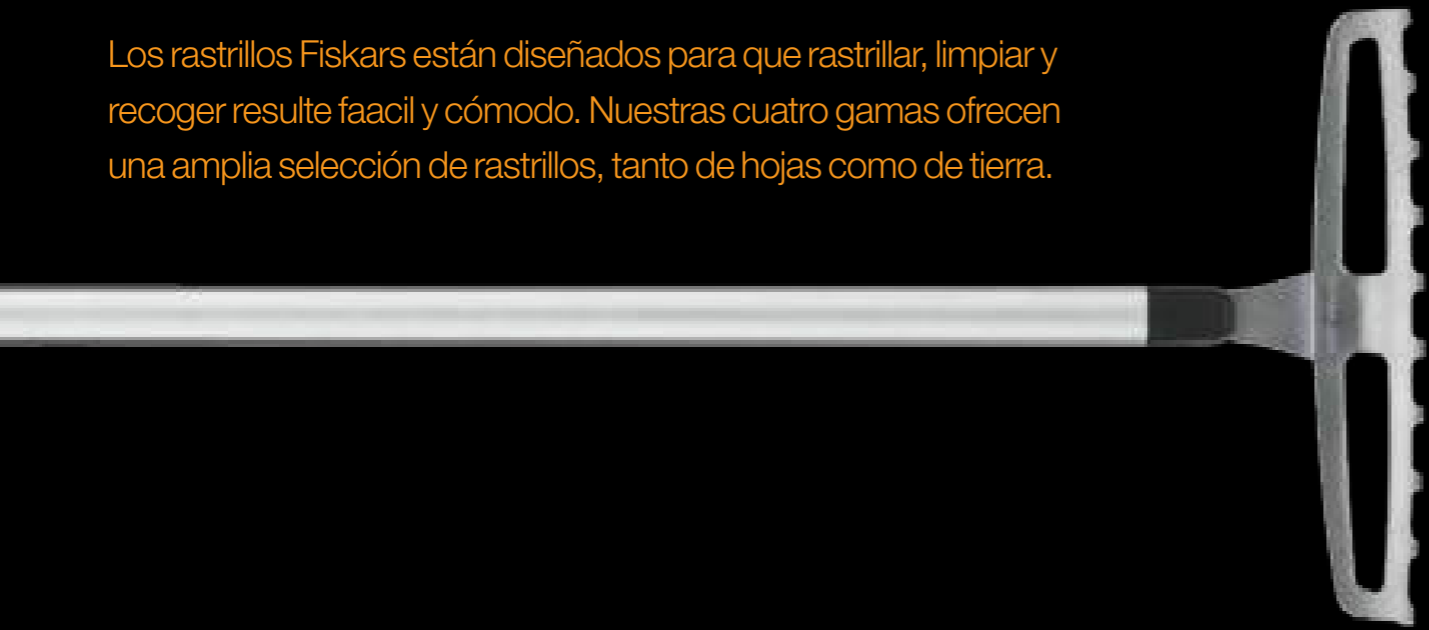 Los rastrillos Fiskars están diseñados para que rastrillar, limpiar y
recoger resulte faacil y cómodo. Nuestras cuatro gamas ofrecen
una amplia selección de rastrillos, tanto de hojas como de tierra.